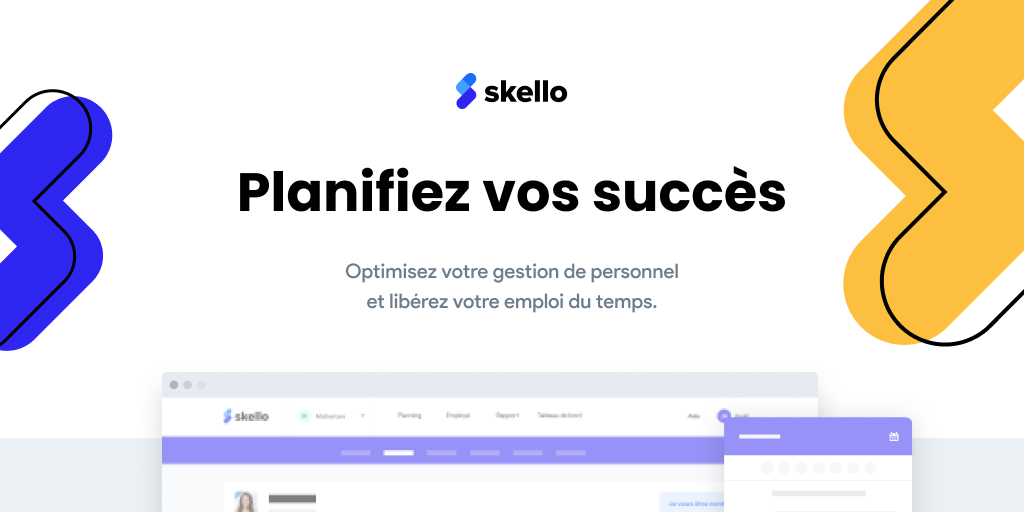 skello
Planifiez vos succès
Optimisez votre gestion de personnel
et libérez votre emploi du temps.
skello
Planning Employé Rapport Tableau de bord